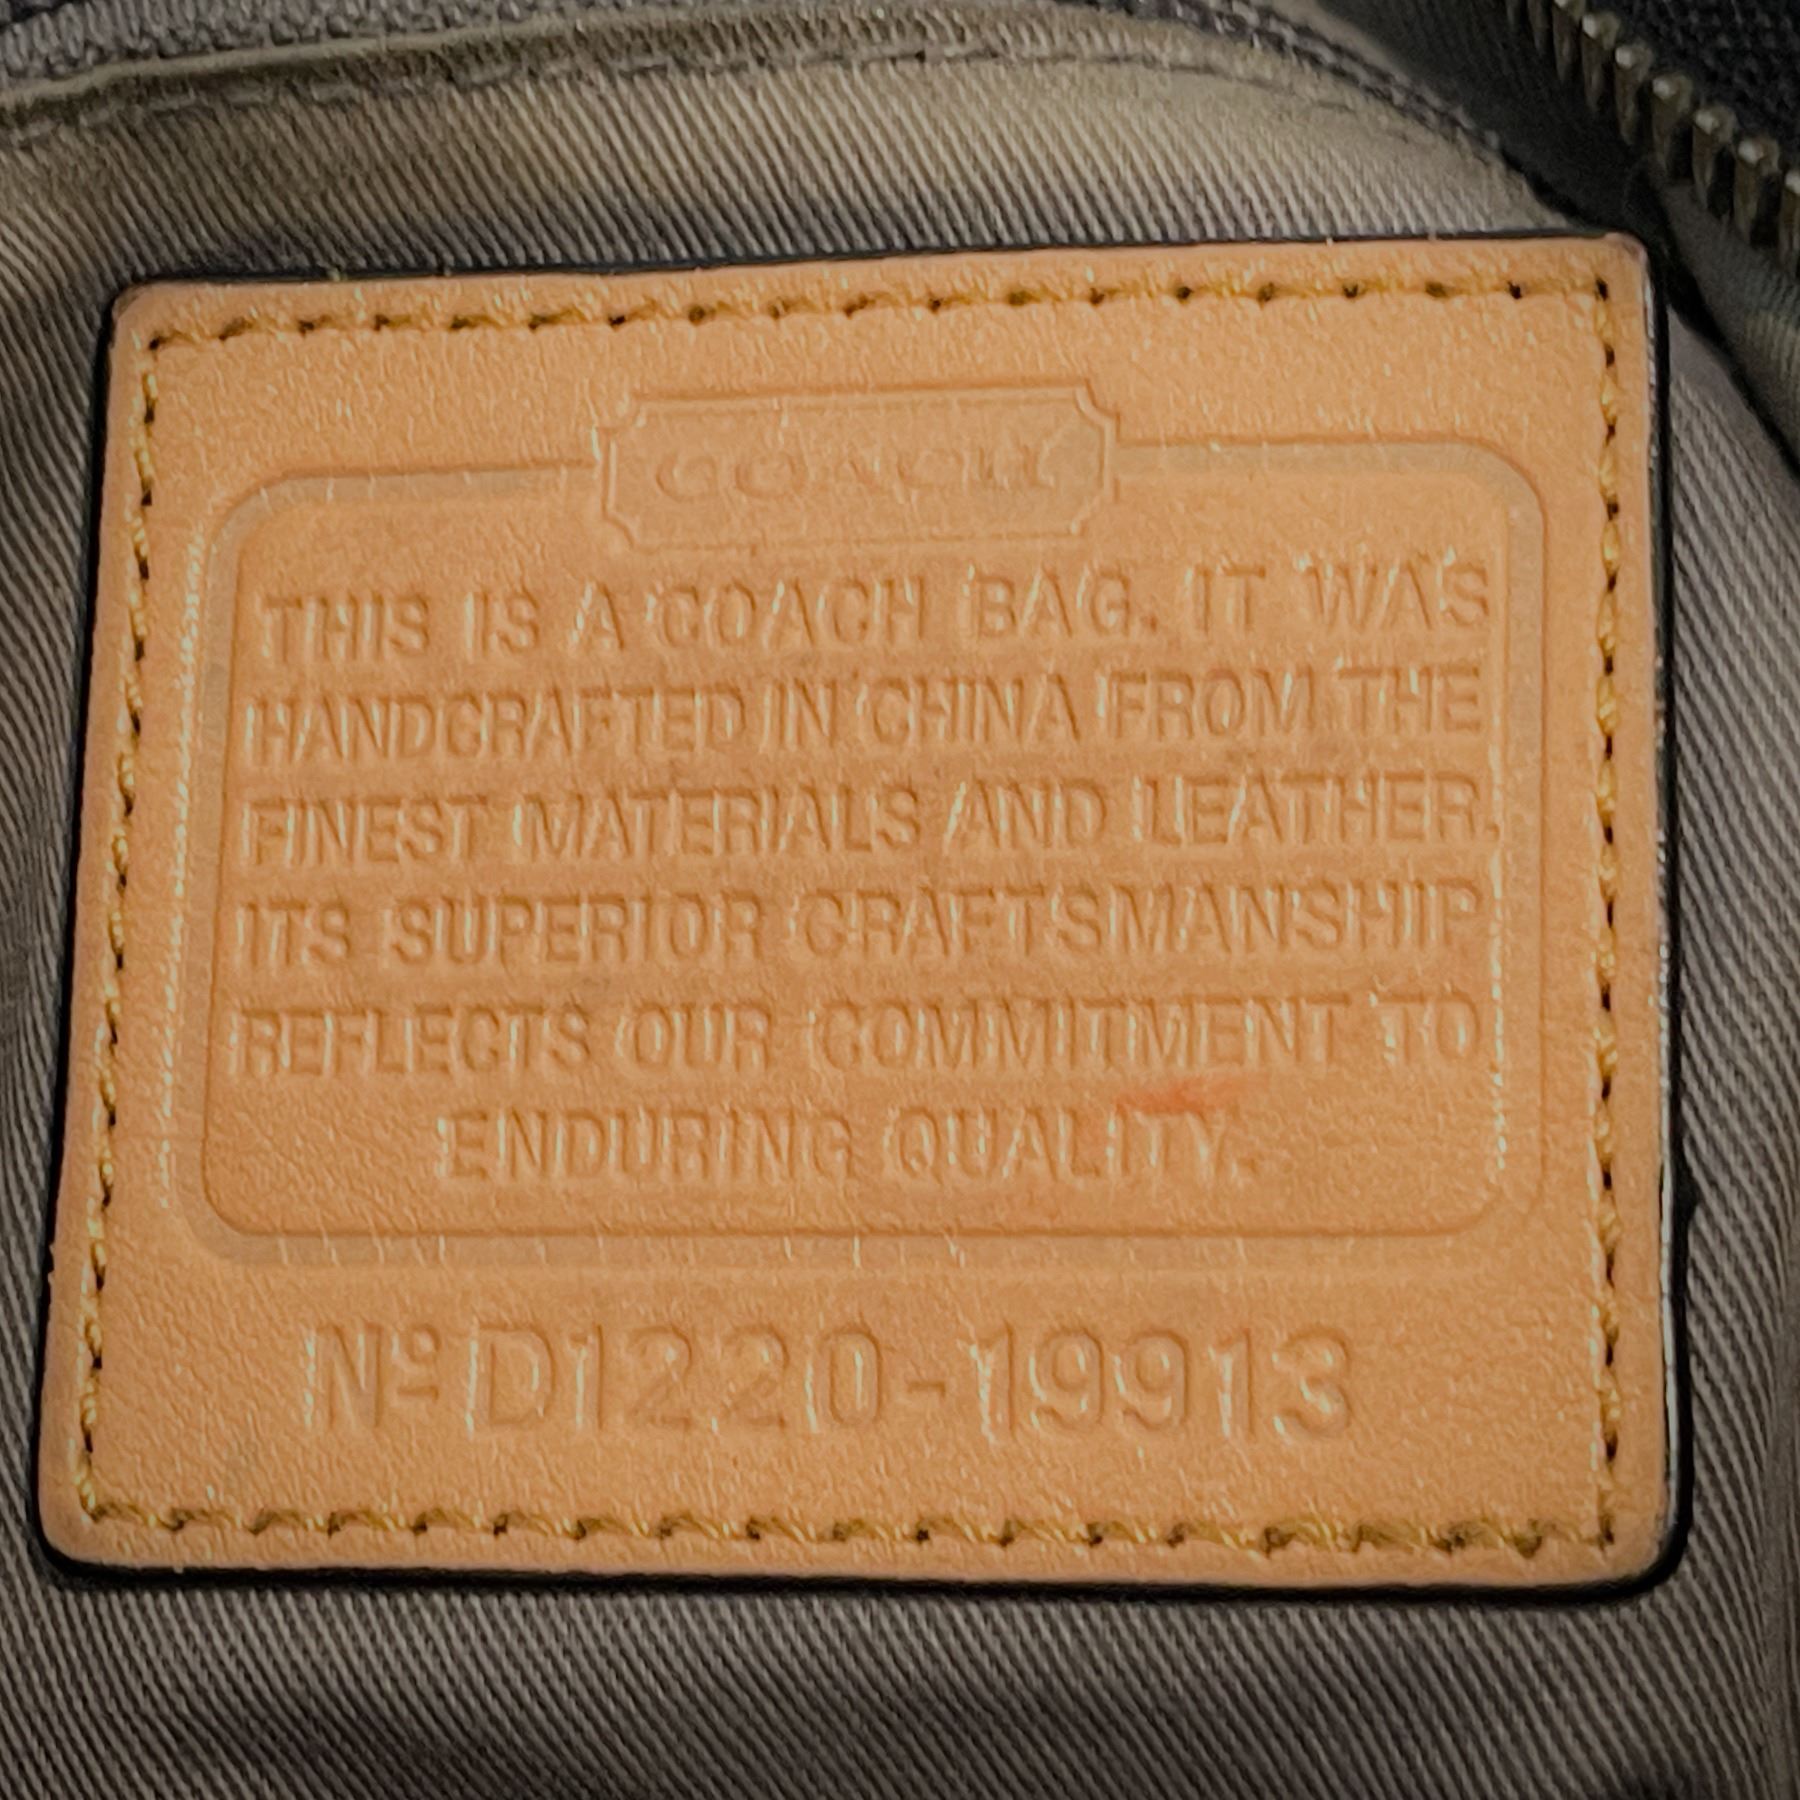 COACH
THIS IS A COACH BAG. IT WAS
HANDCRAFTED IN CHINA FROM THE
FINEST MATERIALS AND LEATHER.
ITS SUPERIOR CRAFTSMANSHIP
REFLECTS OUR COMMITMENT TO
ENDURING QUALITY.
Nº D1220-19913